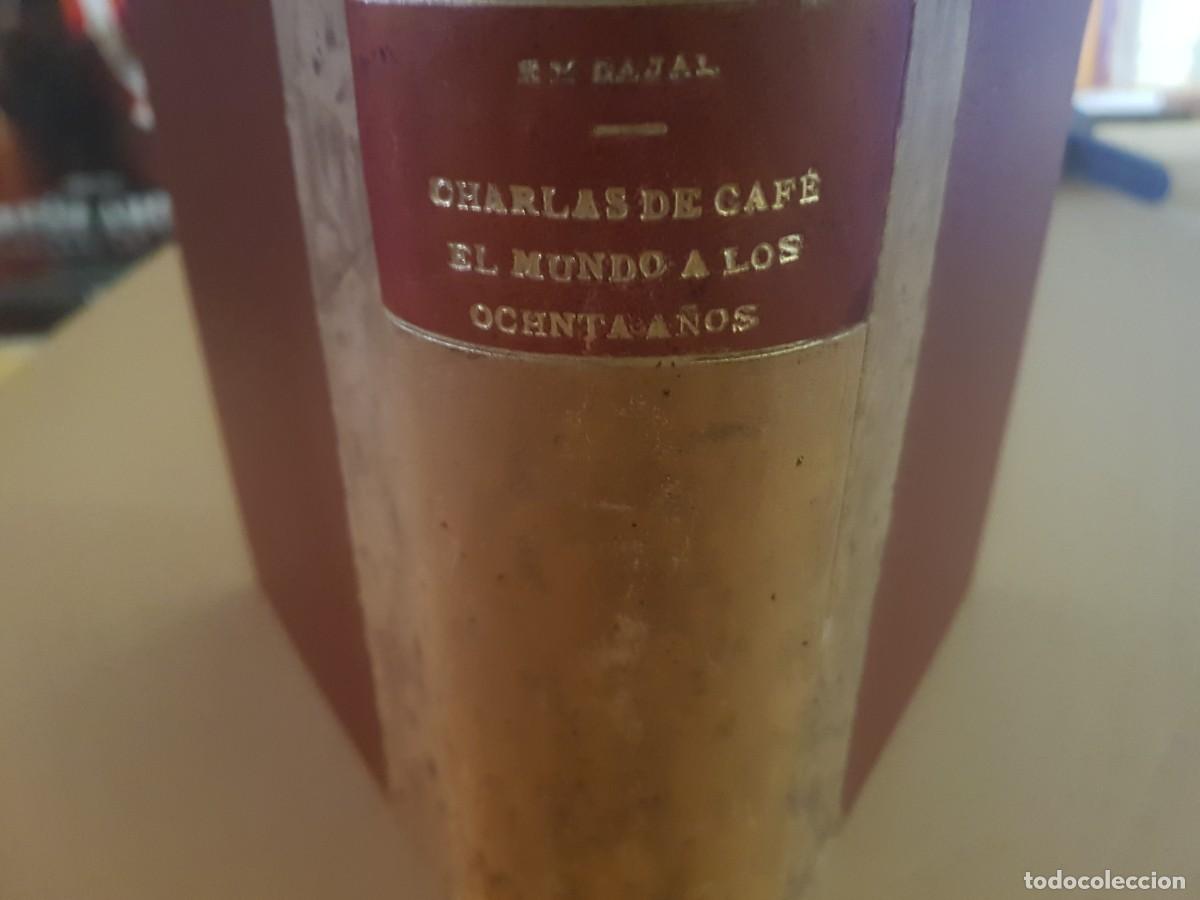 R Y CAJAL
CHARLAS DE CAFÉ
EL MUNDO A LOS
OCHNTA AÑOS
todocoleccion